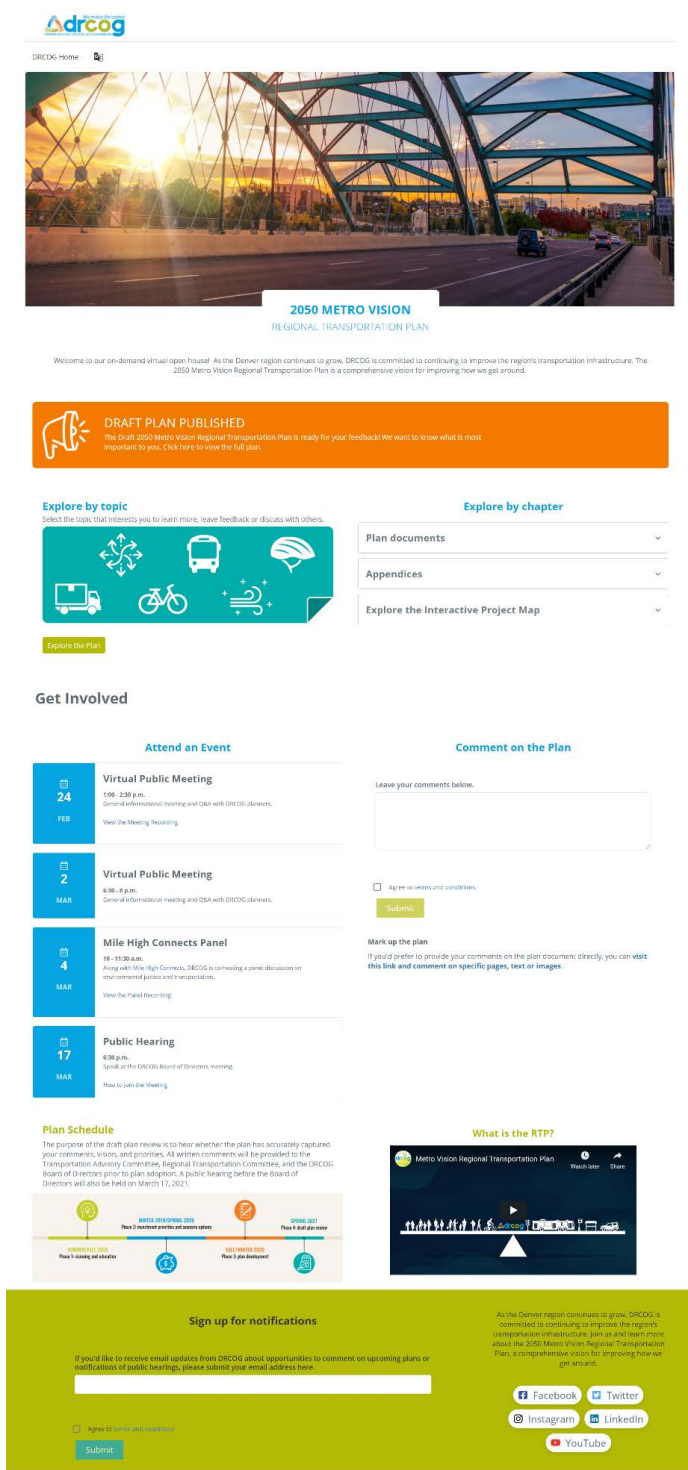 We make life better!
drcog
DRCOG Home
2050 METRO VISION
REGIONAL TRANSPORTATION PLAN
Welcome to our on-demand virtual open house! As the Denver region continues to grow, DRCOG is committed to continuing to improve the region's transportation infrastructure. The
2050 Metro Vision Regional Transportation Plan is a comprehensive vision for improving how we get around.
DRAFT PLAN PUBLISHED
The Draft 2050 Metro Vision Regional Transportation Plan is ready for your feedback! We want to know what is most
important to you. Click here to view the full plan.
Explore by topic
Select the topic that interests you to learn more, leave feedback or discuss with others.
Explore the Plan
Explore by chapter
Plan documents
Appendices
Explore the Interactive Project Map
Get Involved
Attend an Event
24
FEB
Virtual Public Meeting
1:00 - 2:30 p.m.
General informational meeting and Q&A with DRCOG planners.
View the Meeting Recording
2
MAR
Virtual Public Meeting
6:30 - 8 p.m.
General informational meeting and Q&A with DRCOG planners.
4
MAR
Mile High Connects Panel
10 - 11:30 a.m.
Along with Mile High Connects, DRCOG is co-hosting a panel discussion on
environmental justice and transportation.
View the Panel Recording
17
MAR
Public Hearing
6:30 p.m.
Speak at the DRCOG Board of Directors meeting.
How to Join the Meeting
Comment on the Plan
Leave your comments below.
Agree to terms and conditions
Submit
Mark up the plan
If you'd prefer to provide your comments on the plan document directly, you can visit
this link and comment on specific pages, text or images.
Plan Schedule
The purpose of the draft plan review is to hear whether the plan has accurately captured
your comments, vision, and priorities. All written comments will be provided to the
Transportation Advisory Committee, Regional Transportation Committee, and the DRCOG
Board of Directors prior to plan adoption. A public hearing before the Board of
Directors will also be held on March 17, 2021.
WINTER 2019/SPRING 2020
Phase 2: investment priorities and scenario options
SPRING 2021
Phase 4: draft plan review
SUMMER/FALL 2019
Phase 1: visioning and education
FALL/WINTER 2020
Phase 3: plan development
What is the RTP?
drcog
Metro Vision Regional Transportation Plan
Watch later
Share
drcog
Sign up for notifications
If you'd like to receive email updates from DRCOG about opportunities to comment on upcoming plans or
notifications of public hearings, please submit your email address here.
Agree to terms and conditions
Submit
As the Denver region continues to grow, DRCOG is
committed to continuing to improve the region's
transportation infrastructure. Join us and learn more
about the 2050 Metro Vision Regional Transportation
Plan, a comprehensive vision for improving how we
get around.
Facebook
Twitter
Instagram
LinkedIn
YouTube